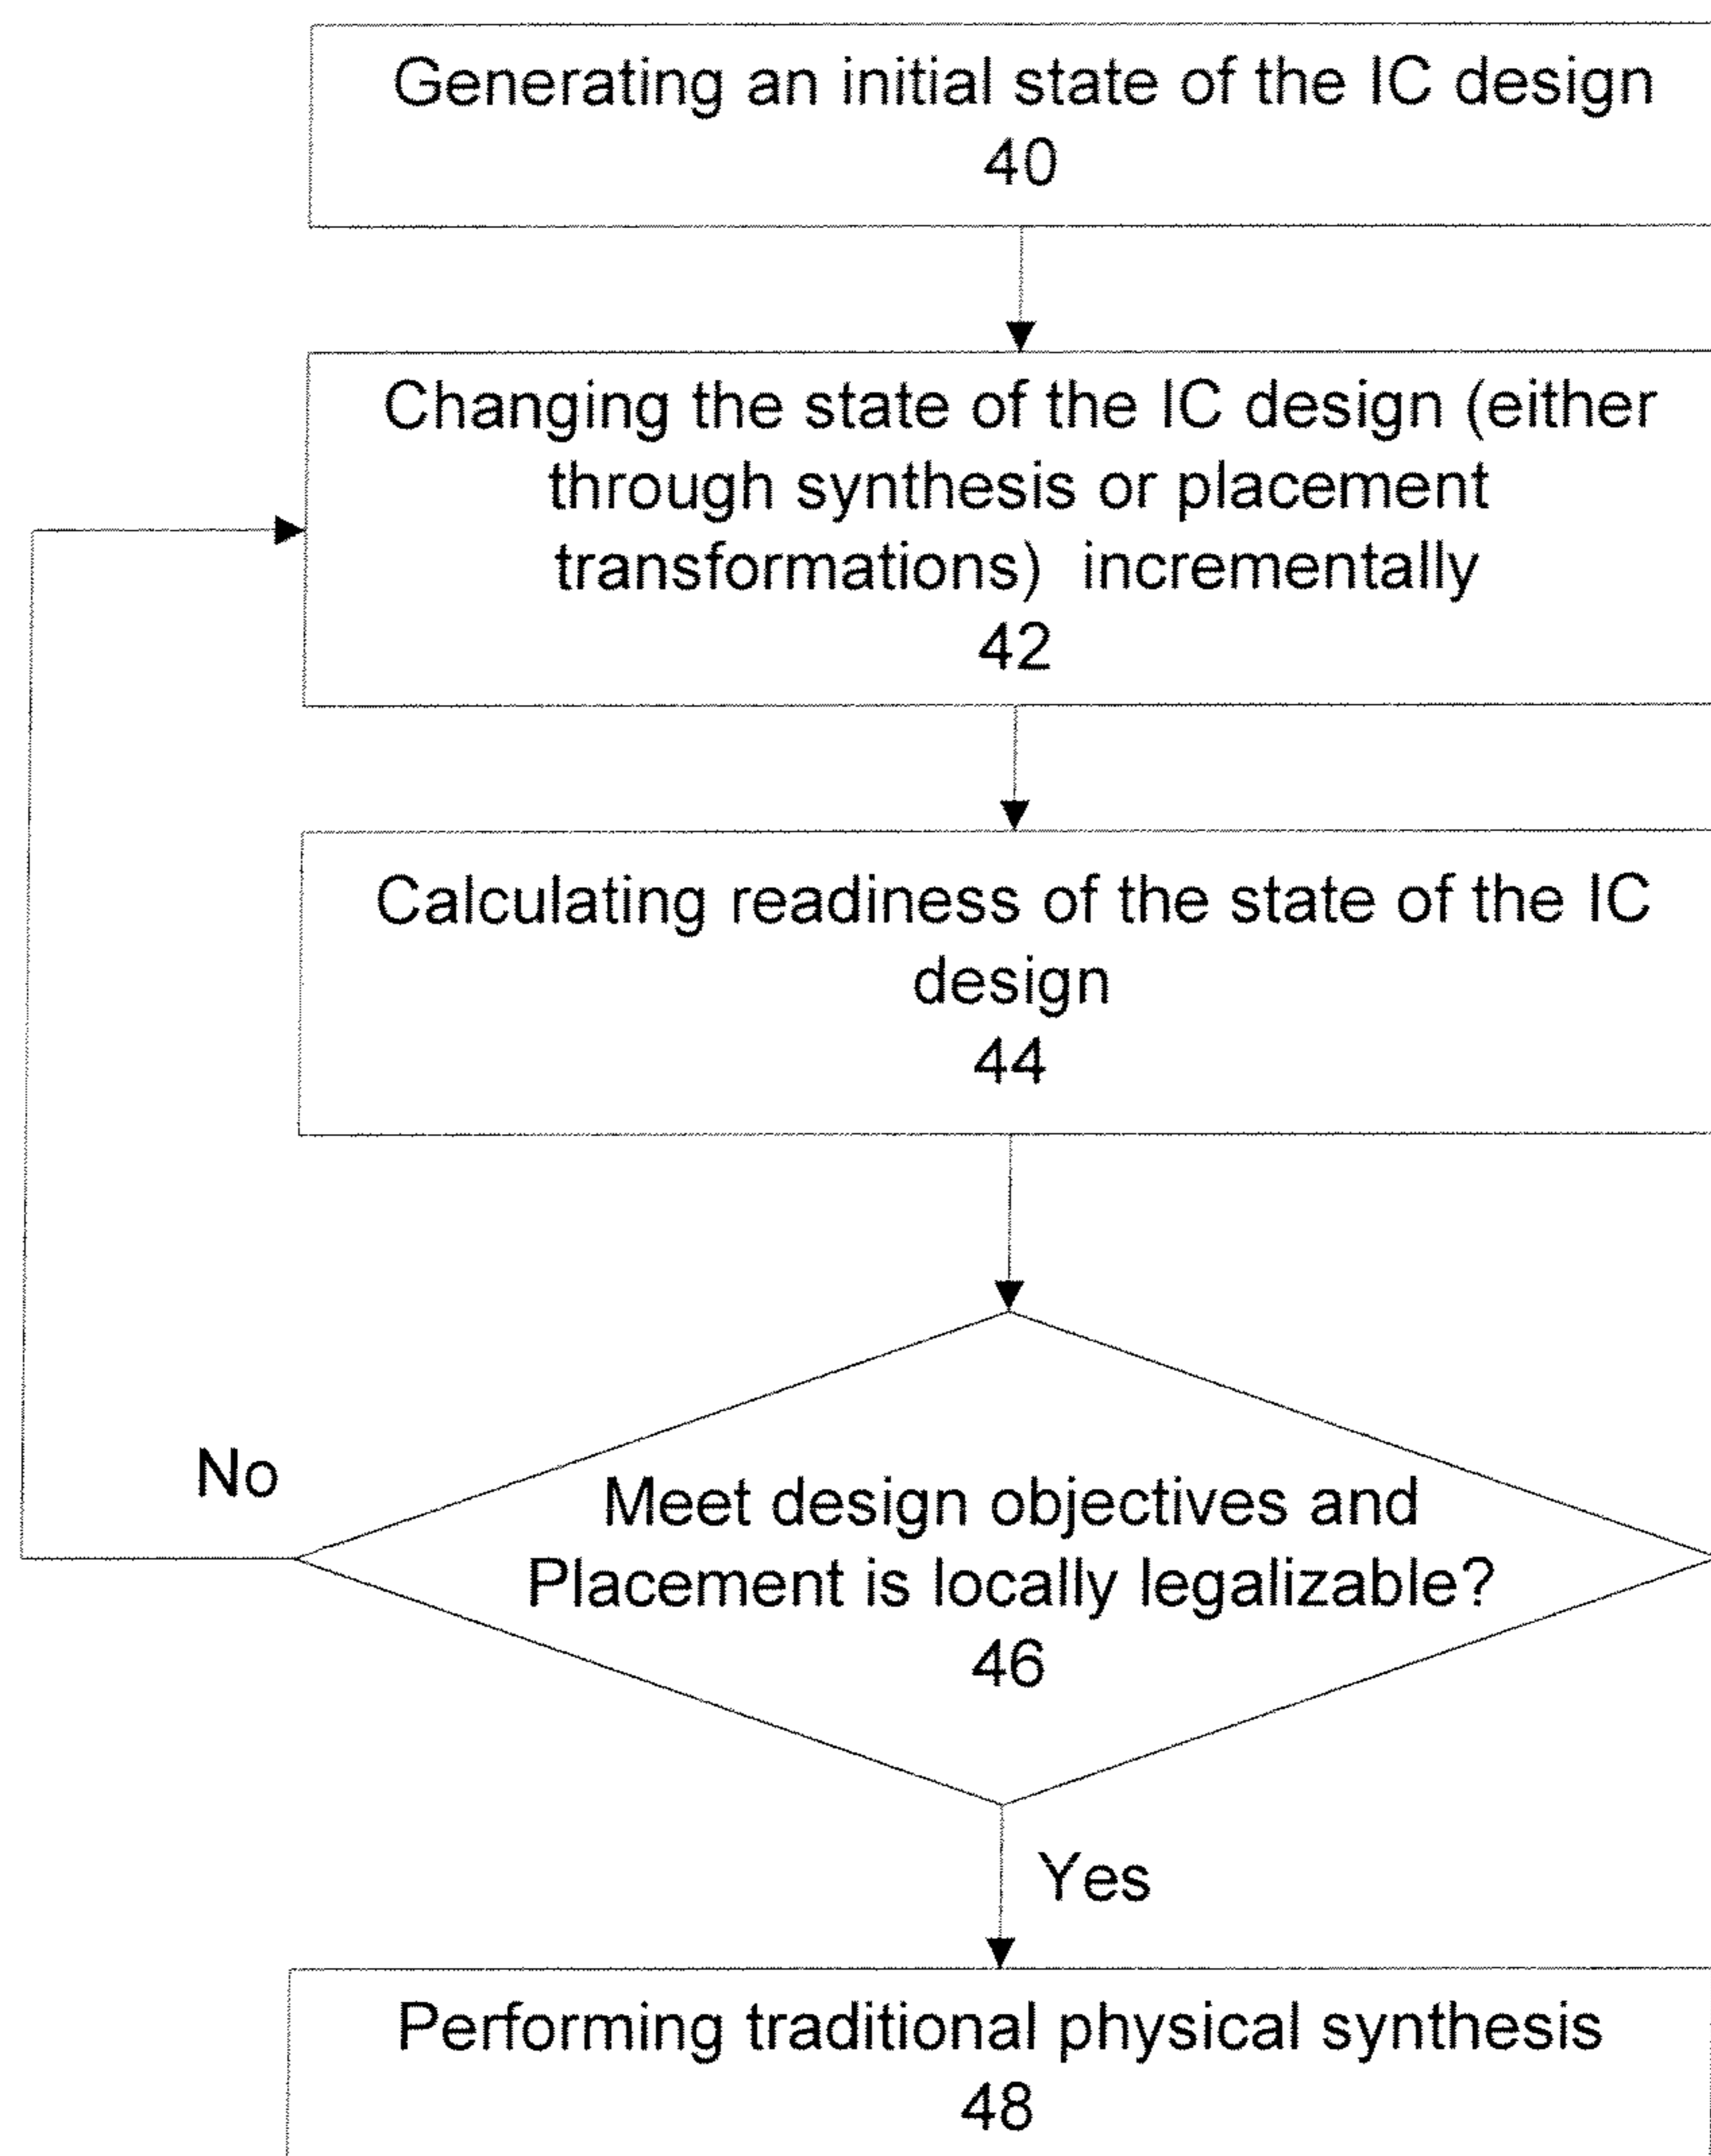 Generating an initial state of the IC design
40
Changing the state of the IC design (either
through synthesis or placement
transformations) incrementally
42
Calculating readiness of the state of the IC
design
44
No
Meet design objectives and
Placement is locally legalizable?
46
Yes
Performing traditional physical synthesis
48